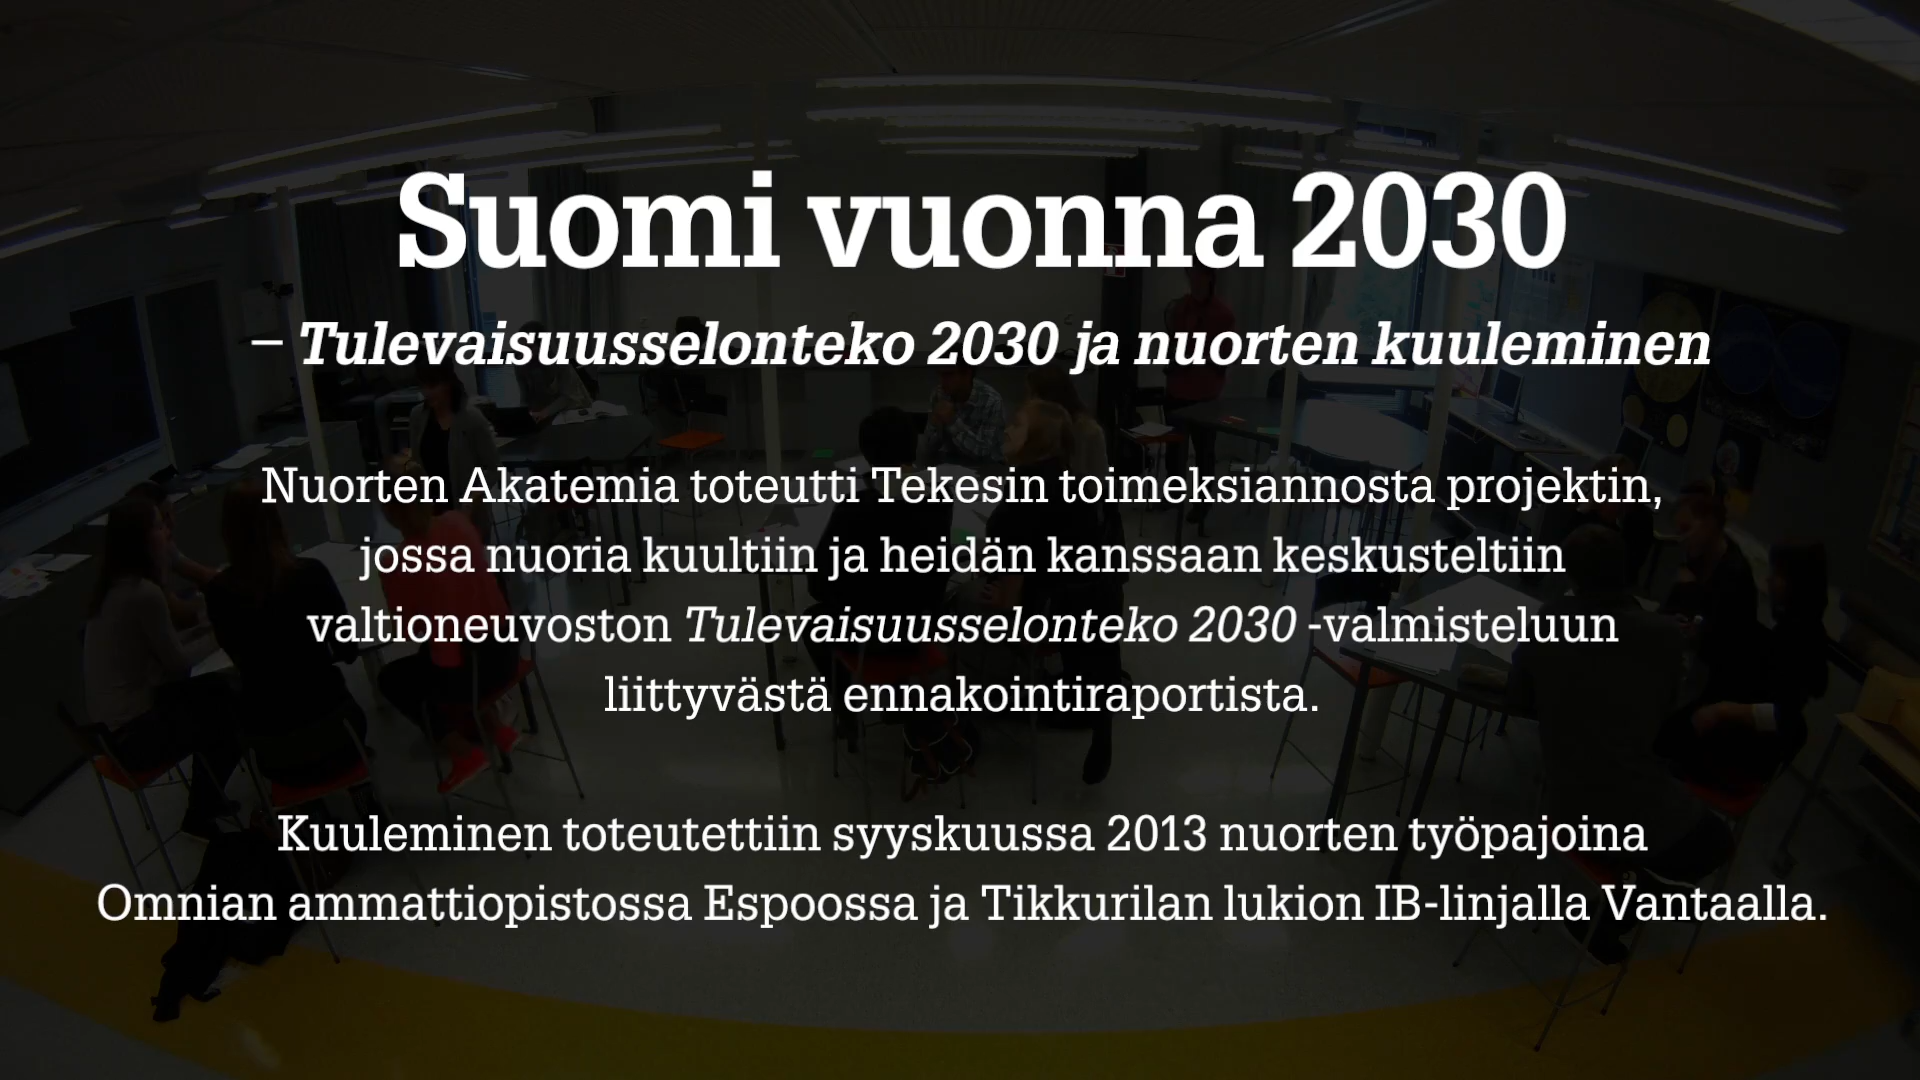 Suomi vuonna 2030
– Tulevaisuusselonteko 2030 ja nuorten kuuleminen
Nuorten Akatemia toteutti Tekesin toimeksiannosta projektin,
jossa nuoria kuultiin ja heidän kanssaan keskusteltiin
valtioneuvoston Tulevaisuusselonteko 2030 -valmisteluun
liittyvästä ennakointiraportista.
Kuuleminen toteutettiin syyskuussa 2013 nuorten työpajoina
Omnian ammattiopistossa Espoossa ja Tikkurilan lukion IB-linjalla Vantaalla.